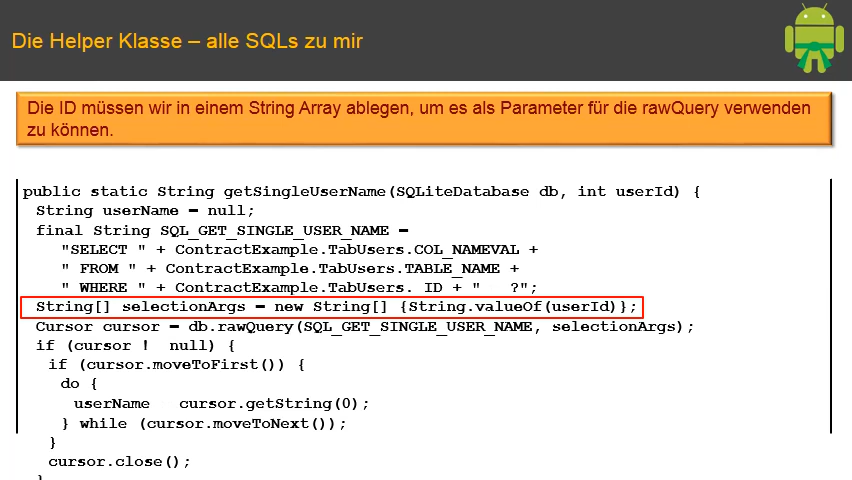 Die Helper Klasse – alle SQLs zu mir
Die ID müssen wir in einem String Array ablegen, um es als Parameter für die rawQuery verwenden
zu können.
public static String getSingleUserName(SQLiteDatabase db, int userId) {
String userName = null;
final String SQL_GET_SINGLE_USER_NAME =
"SELECT " + ContractExample.TabUsers.COL_NAMEVAL +
" FROM " + ContractExample.TabUsers.TABLE_NAME +
" WHERE " + ContractExample.TabUsers. ID + "   ?";
String[] selectionArgs = new String[] {String.valueOf(userId)};
Cursor cursor = db.rawQuery(SQL_GET_SINGLE_USER_NAME, selectionArgs);
if (cursor !  null) {
if (cursor.moveToFirst()) {
do {
userName   cursor.getString(0);
} while (cursor.moveToNext());
}
cursor.close();